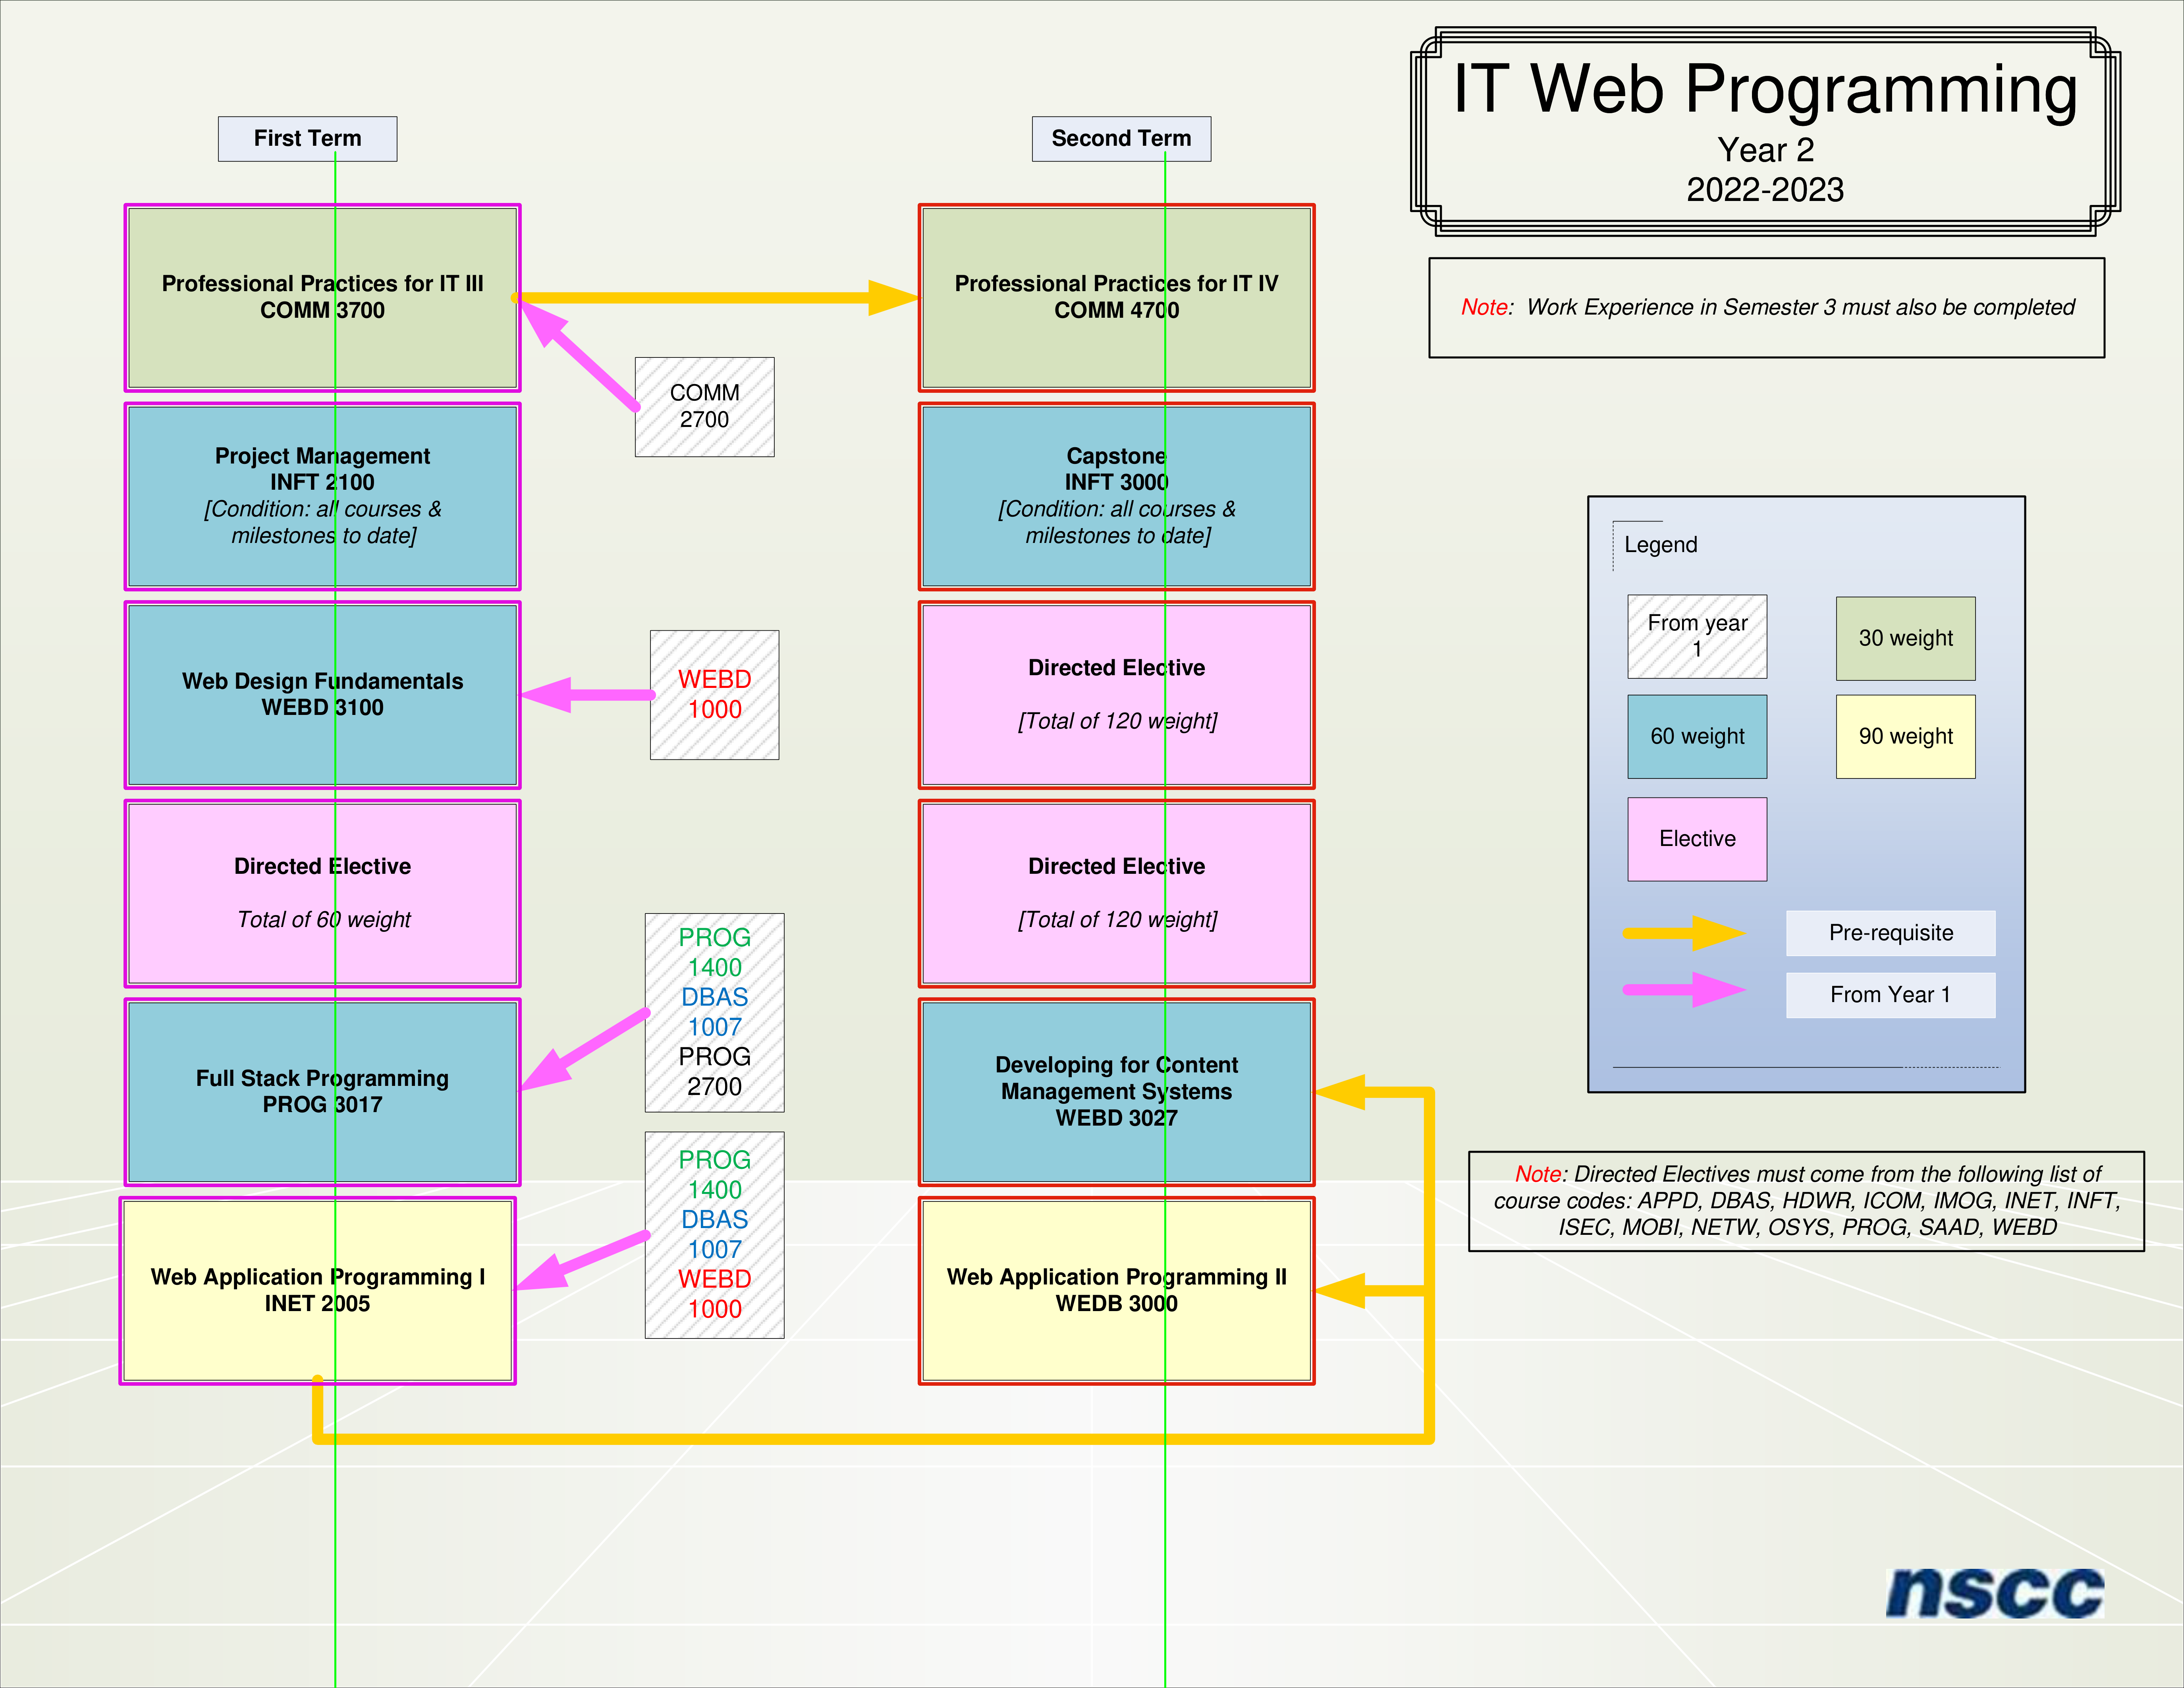 IT Web Programming
Year 2
2022-2023
Note:  Work Experience in Semester 3 must also be completed
First Term
Professional Practices for IT III
COMM 3700
COMM
2700
Project Management
INFT 2100
[Condition: all courses &
milestones to date]
Web Design Fundamentals
WEBD 3100
WEBD
1000
Directed Elective
Total of 60 weight
Full Stack Programming
PROG 3017
PROG
1400
DBAS
1007
PROG
2700
Web Application Programming I
INET 2005
PROG
1400
DBAS
1007
WEBD
1000
Second Term
Professional Practices for IT IV
COMM 4700
Capstone
INFT 3000
[Condition: all courses &
milestones to date]
Directed Elective
[Total of 120 weight]
Directed Elective
[Total of 120 weight]
Developing for Content
Management Systems
WEBD 3027
Web Application Programming II
WEDB 3000
Legend
From year
1
30 weight
60 weight
90 weight
Elective
Pre-requisite
From Year 1
Note: Directed Electives must come from the following list of
course codes: APPD, DBAS, HDWR, ICOM, IMOG, INET, INFT,
ISEC, MOBI, NETW, OSYS, PROG, SAAD, WEBD
nscc